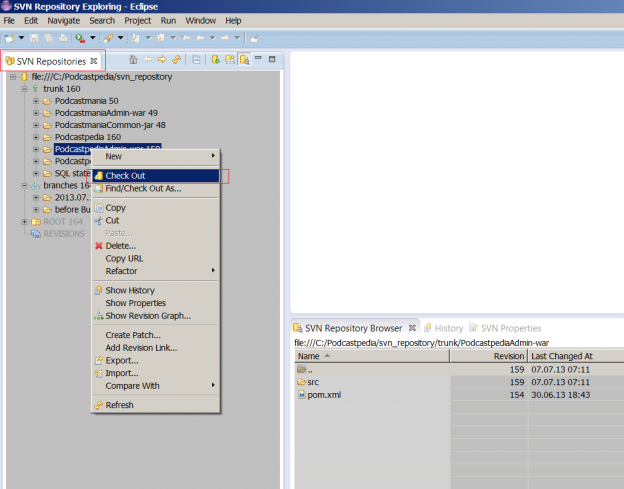 SVN Repository Exploring - Eclipse
File Edit Navigate Search Project Run Window Help
SVN Repositories
file:///C:/Podcastpedia/svn_repository
trunk 160
Podcastmania 50
PodcastmaniaAdmin-war 49
PodcastmaniaCommon-jar 48
Podcastpedia 160
PodcastpediaAdmin-war 159
Podcastpe
SQL state
branches 16
2013.07.
before Bu
ROOT 164
REVISIONS
New
Check Out
Find/Check Out As...
Copy
Cut
Paste...
Delete...
Copy URL
Refactor
Show History
Show Properties
Show Revision Graph...
Create Patch...
Add Revision Link...
Export...
Import...
Compare With
Refresh
SVN Repository Browser History SVN Properties
file:///C:/Podcastpedia/svn_repository/trunk/PodcastpediaAdmin-war
Name Revision Last Changed At
.. 159 07.07.13 07:11
src 159 07.07.13 07:11
pom.xml 154 30.06.13 18:43